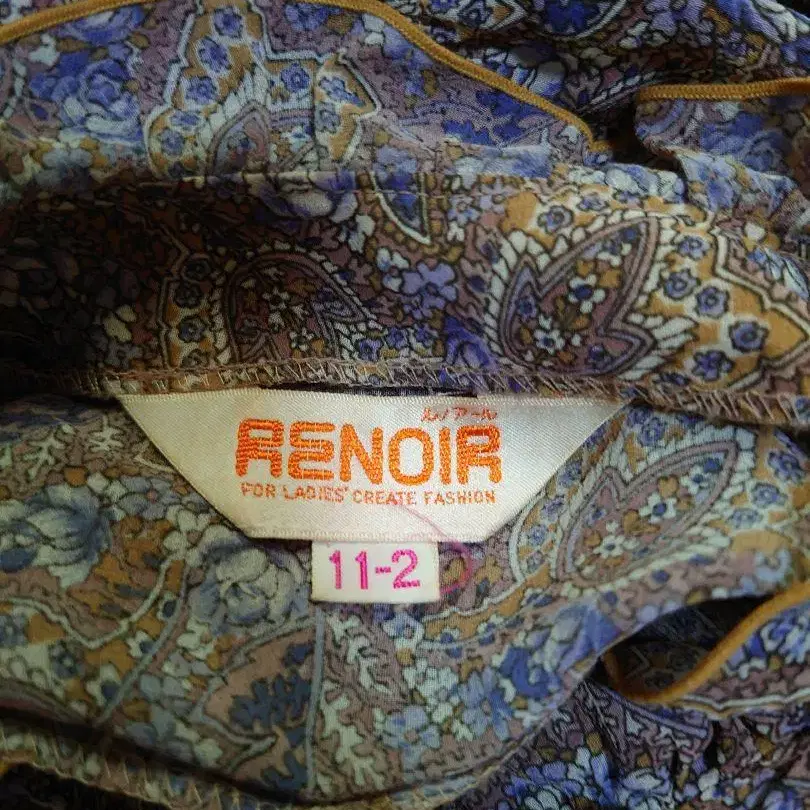 ルノアール
RENOIR
FOR LADIES' CREATE FASHION
11-2